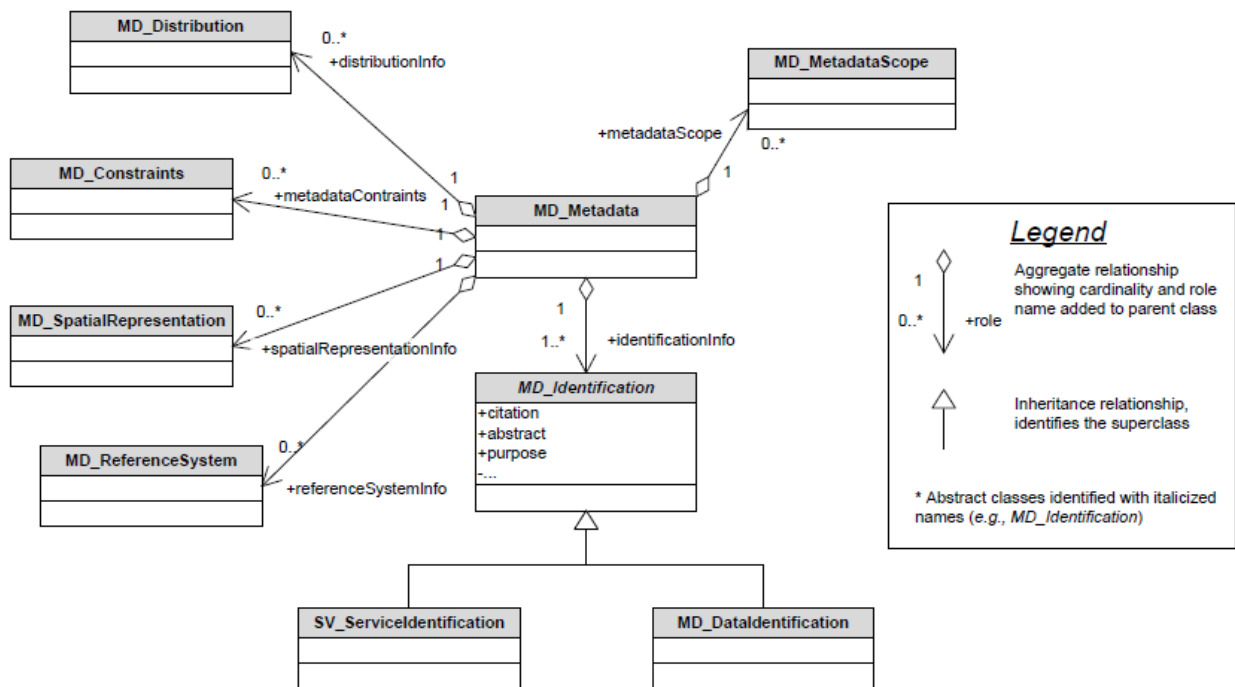 MD_Distribution
0..*
+distributionInfo
MD_MetadataScope
+metadataScope
0..*
1
MD_Constraints
0..*
+metadataContraints
1
1
1
1
MD_Metadata
MD_SpatialRepresentation
0..*
+spatialRepresentationInfo
1
1..*
+identificationInfo
MD_Identification
+citation
+abstract
+purpose
-...
MD_ReferenceSystem
0..*
+referenceSystemInfo
SV_ServiceIdentification
MD_DataIdentification
Legend
1
0..*
+role
Aggregate relationship
showing cardinality and role
name added to parent class
Inheritance relationship,
identifies the superclass
* Abstract classes identified with italicized
names (e.g., MD_Identification)